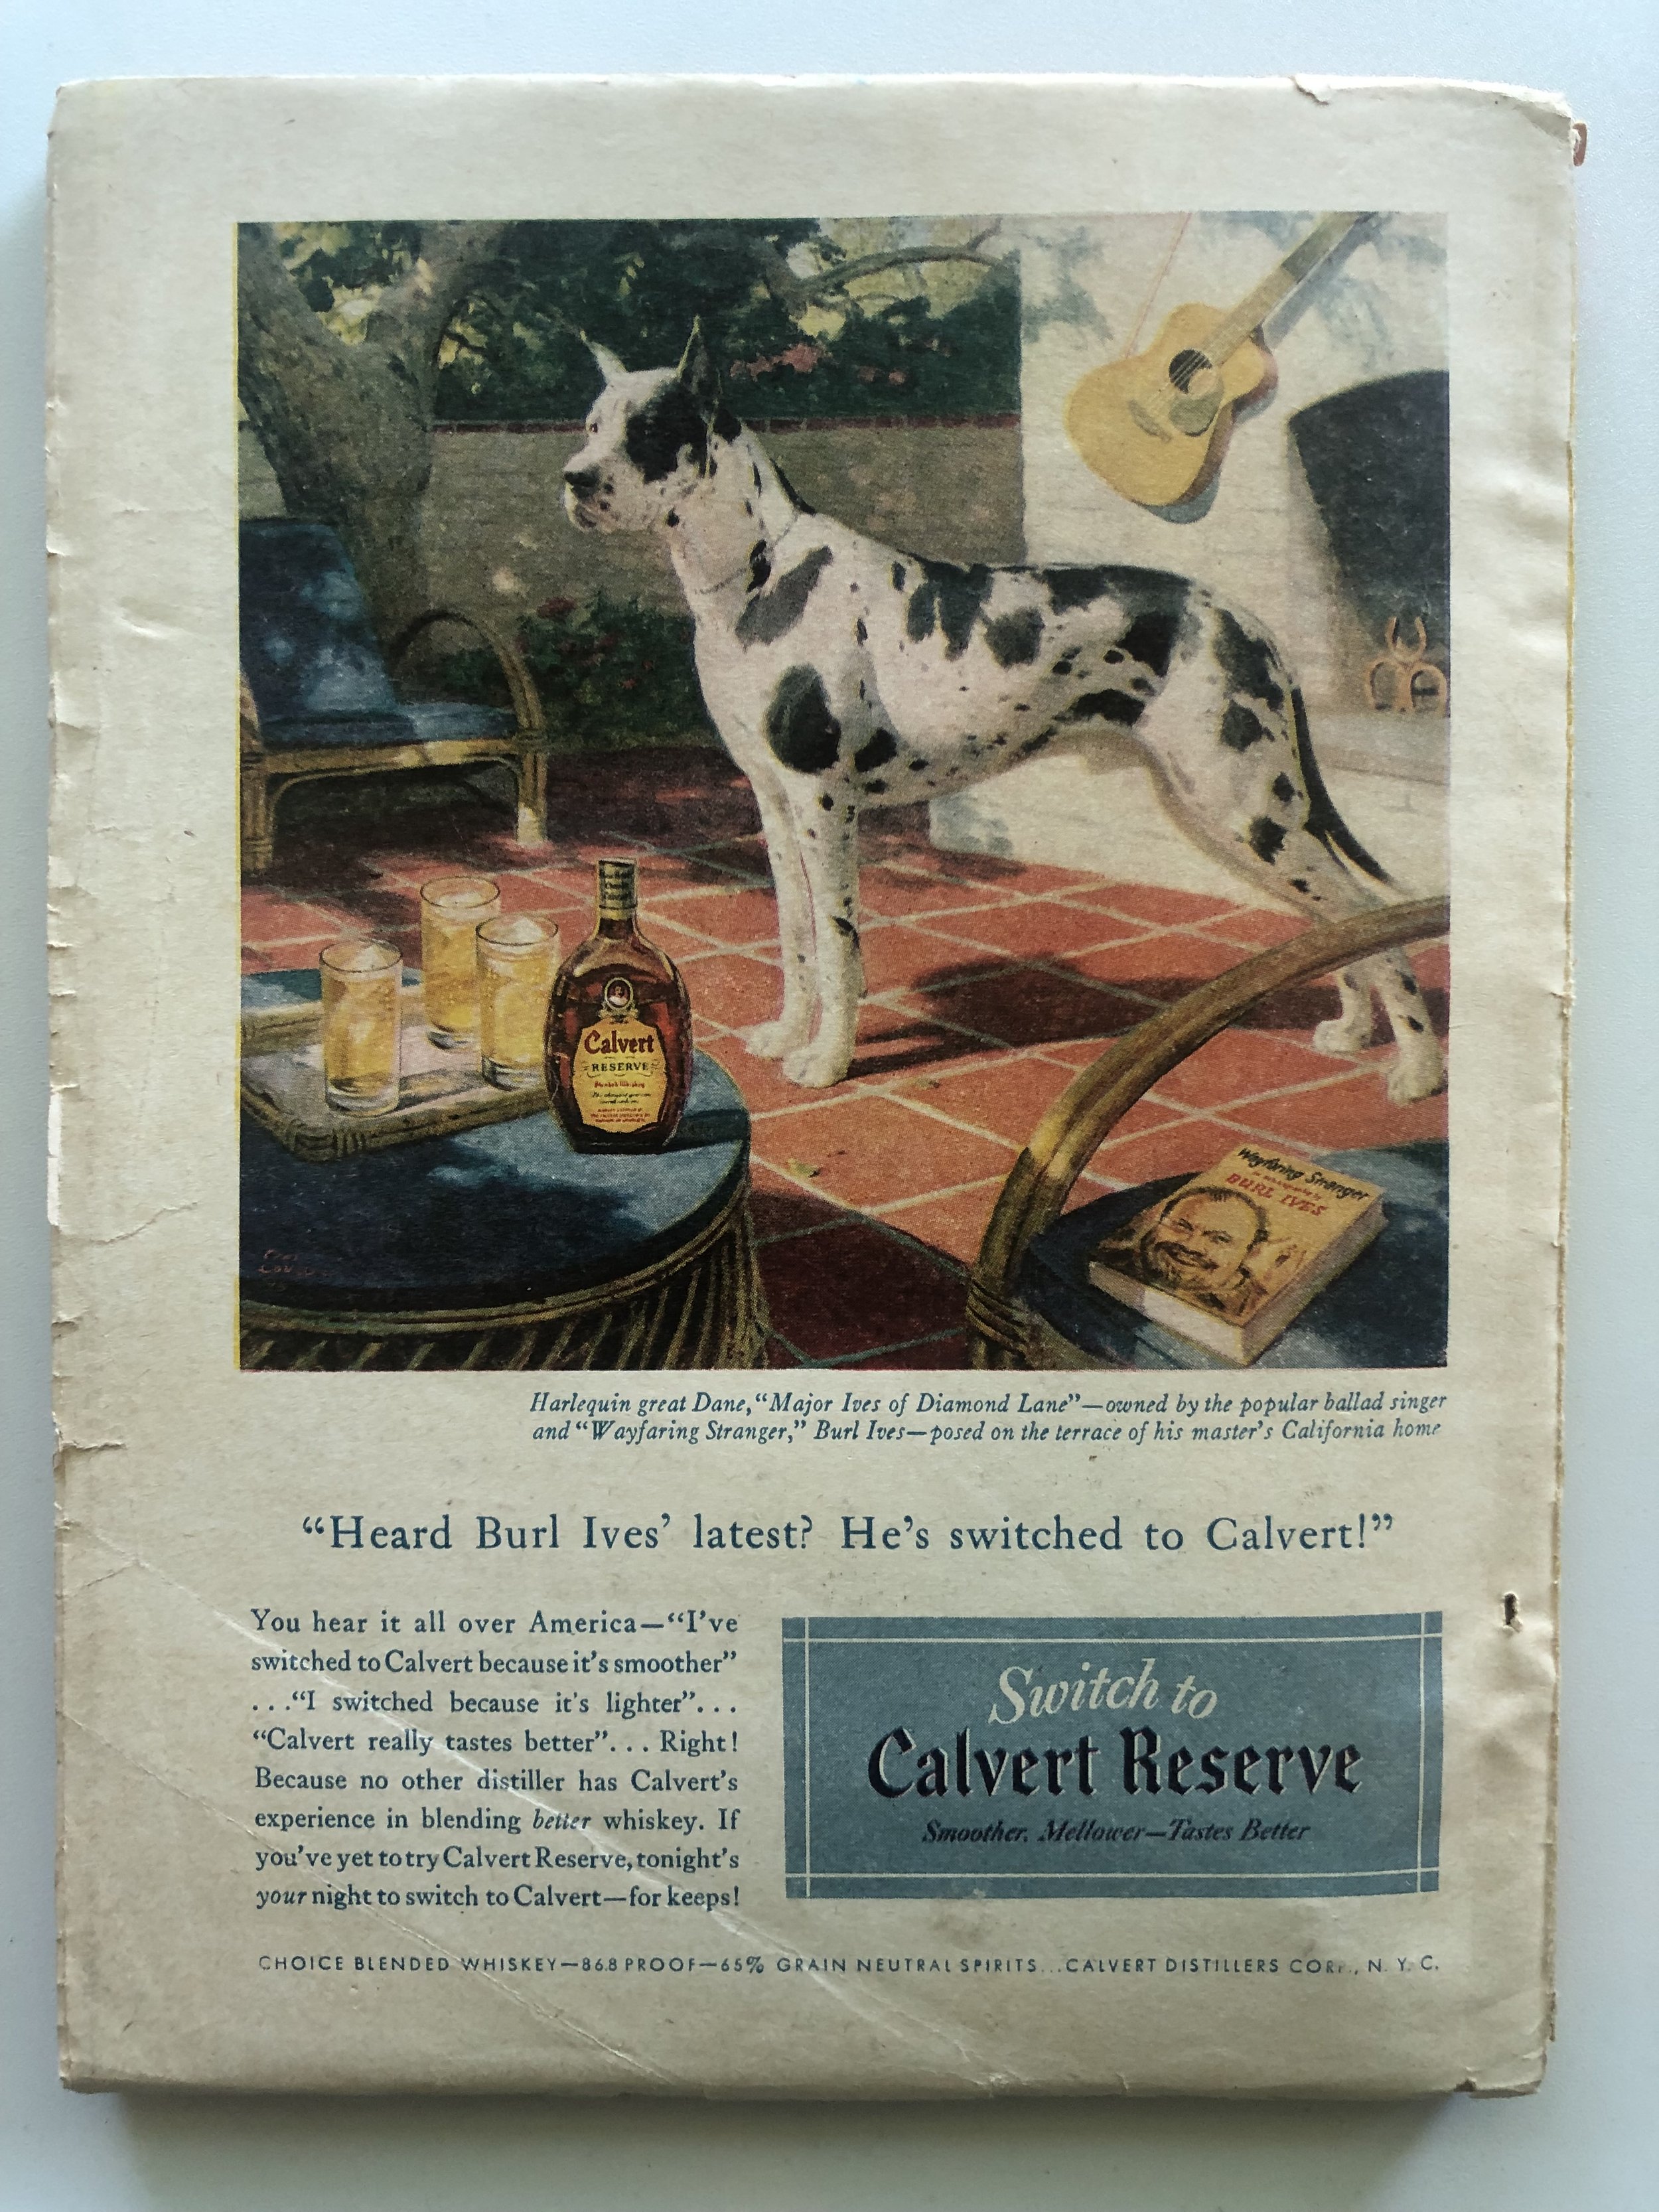 Calvert
RESERVE
Wayfaring Stranger
BURL IVES
Harlequin great Dane, “Major Ives of Diamond Lane”—owned by the popular ballad singer
and “Wayfaring Stranger,” Burl Ives—posed on the terrace of his master's California home
“Heard Burl Ives’ latest? He’s switched to Calvert!”
You hear it all over America—“I’ve
switched to Calvert because it’s smoother”
. . .“I switched because it's lighter”. . .
“Calvert really tastes better”. . . Right!
Because no other distiller has Calvert’s
experience in blending better whiskey. If
you’ve yet to try Calvert Reserve, tonight’s
your night to switch to Calvert—for keeps!
Switch to
Calvert Reserve
Smoother, Mellower—Tastes Better
CHOICE BLENDED WHISKEY—86.8 PROOF—65% GRAIN NEUTRAL SPIRITS...CALVERT DISTILLERS CORP., N. Y. C.